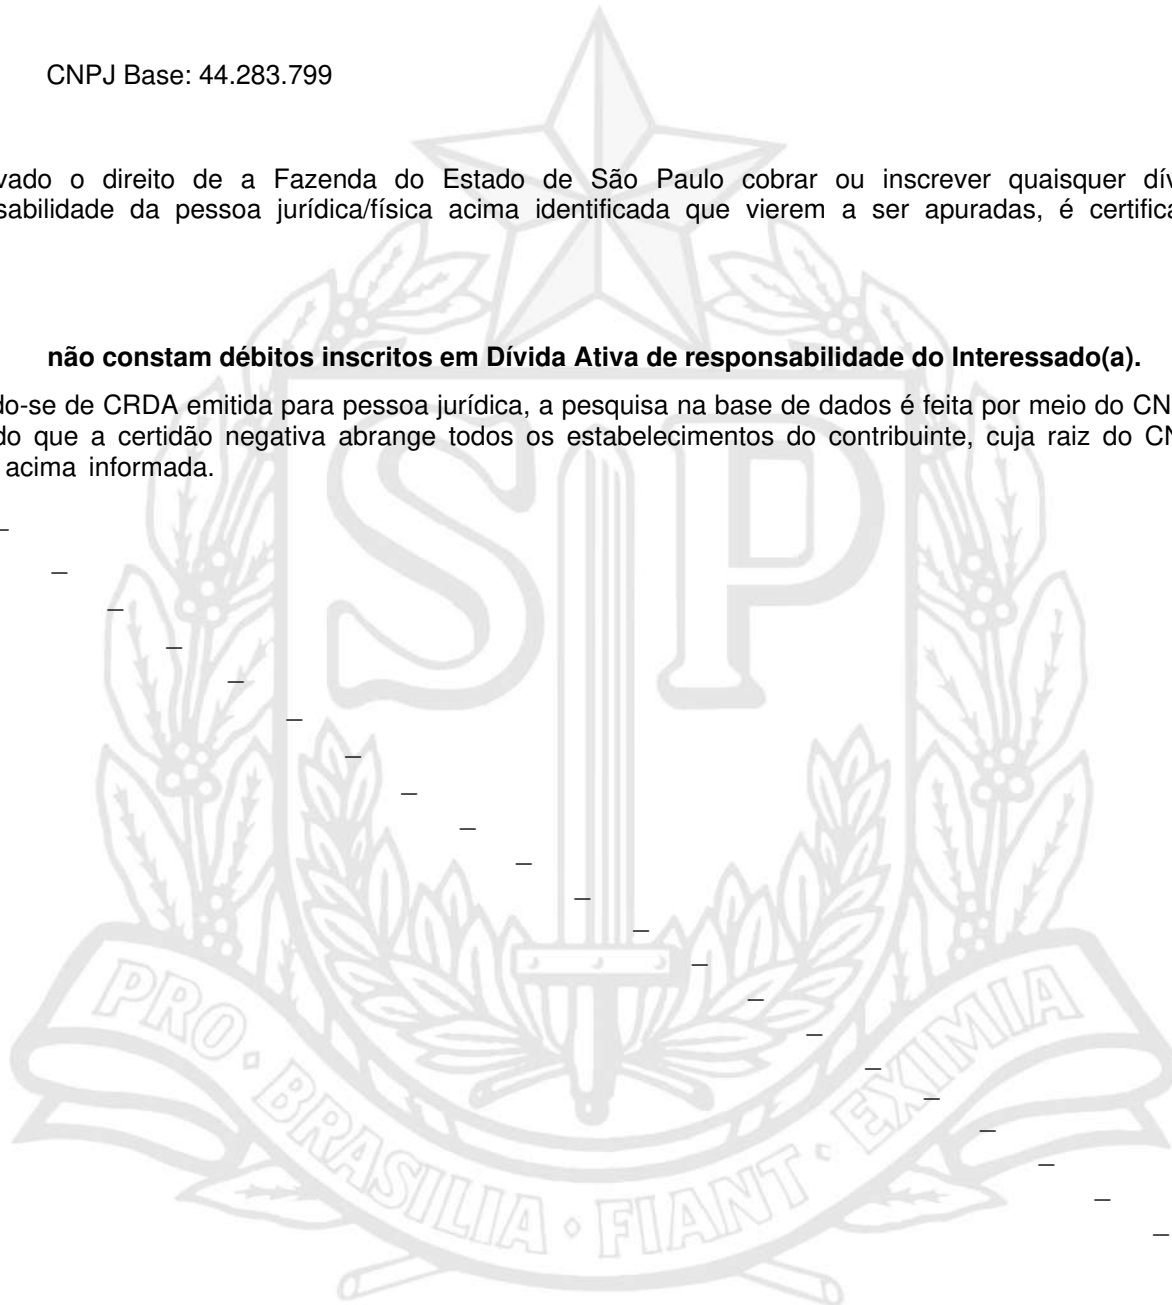 CNPJ Base: 44.283.799
vado o direito de a Fazenda do Estado de São Paulo cobrar ou inscrever quaisquer dív
sabilidade da pessoa jurídica/física acima identificada que vierem a ser apuradas, é certifica
não constam débitos inscritos em Dívida Ativa de responsabilidade do Interessado(a).
do-se de CRDA emitida para pessoa jurídica, a pesquisa na base de dados é feita por meio do CN
do que a certidão negativa abrange todos os estabelecimentos do contribuinte, cuja raiz do CN
acima informada.
SP
PRO • BRASILIA • FIANT • EXIMIA